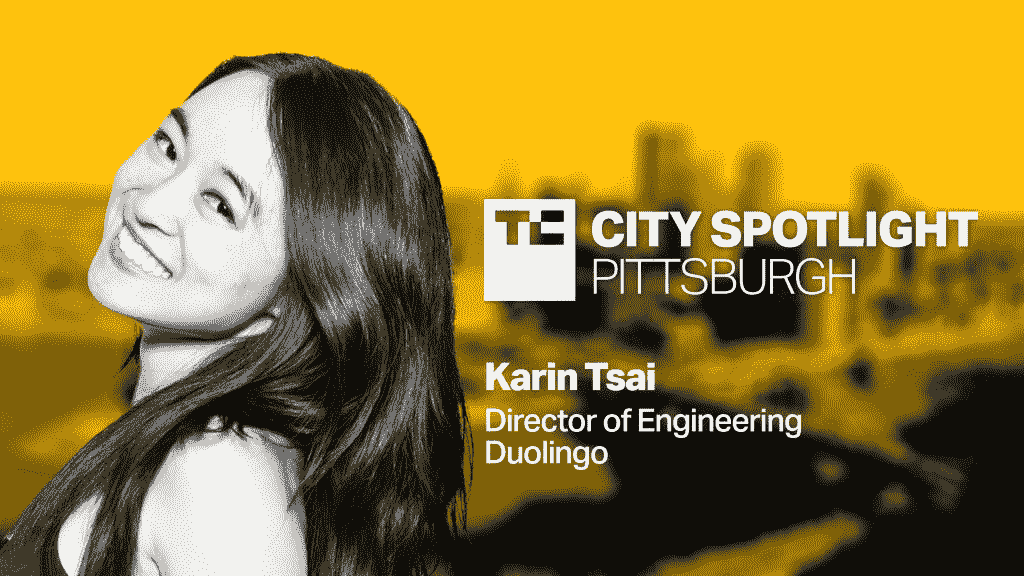 TC
CITY SPOTLIGHT
PITTSBURGH
Karin Tsai
Director of Engineering
Duolingo